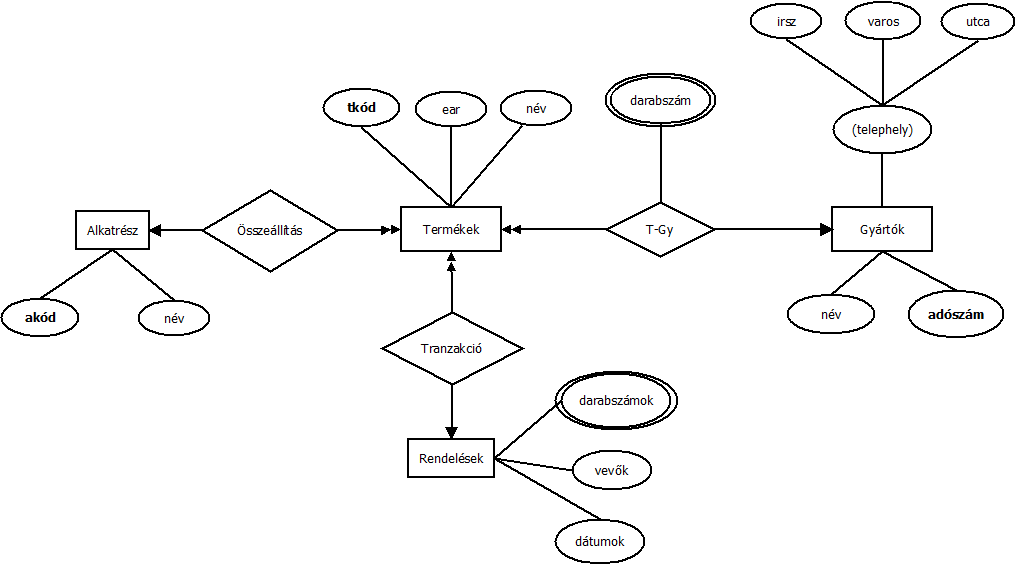 irsz
varos
utca
tkód
ear
név
darabszám
(telephely)
Alkatrész
Összeállítás
Termékek
T-Gy
Gyártók
akód
név
név
adószám
Tranzakció
darabszámok
Rendelések
vevők
dátumok